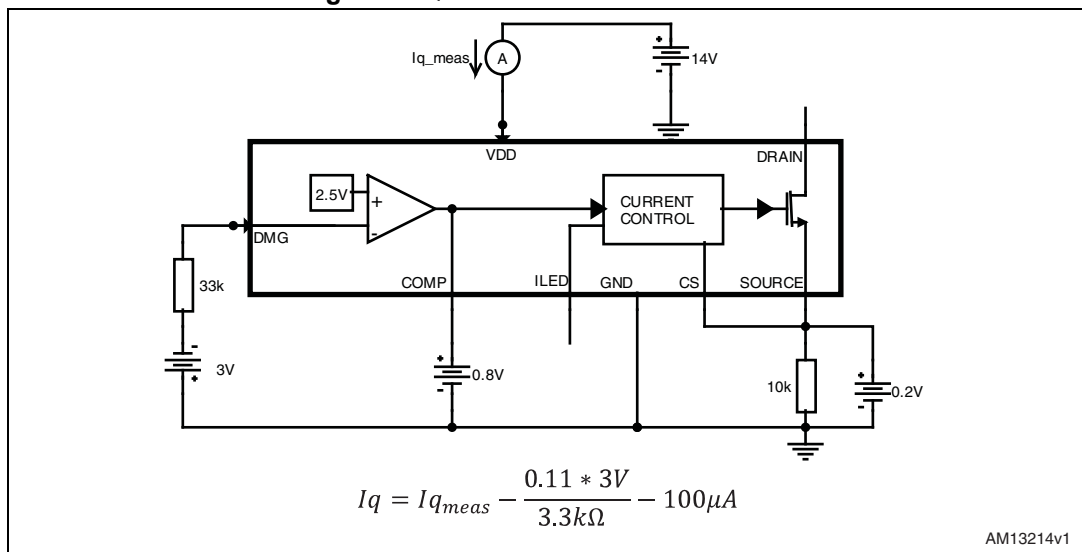 Iq_meas
A
14V
VDD
DRAIN
2.5V
+
-
CURRENT
CONTROL
DMG
COMP
ILED
GND
CS
SOURCE
33k
-
3V
+
+
0.8V
-
10k
+
0.2V
-
Iq = Iq_meas - 0.11 * 3V / 3.3kΩ - 100μA
AM13214v1